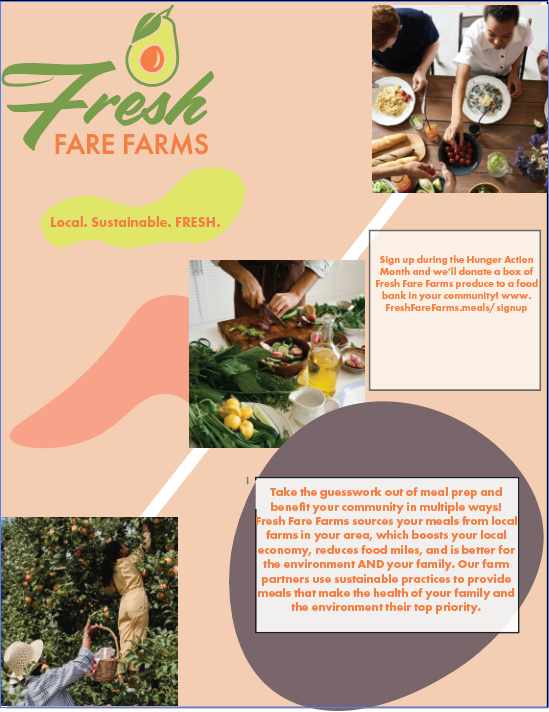 Fresh
FARE FARMS
Local. Sustainable. FRESH.
Sign up during the Hunger Action
Month and we'll donate a box of
Fresh Fare Farms produce to a food
bank in your community! www.
FreshFareFarms.meals/signup
Take the guesswork out of meal prep and
benefit your community in multiple ways!
Fresh Fare Farms sources your meals from local
farms in your area, which boosts your local
economy, reduces food miles, and is better for
the environment AND your family. Our farm
partners use sustainable practices to provide
meals that make the health of your family and
the environment their top priority.